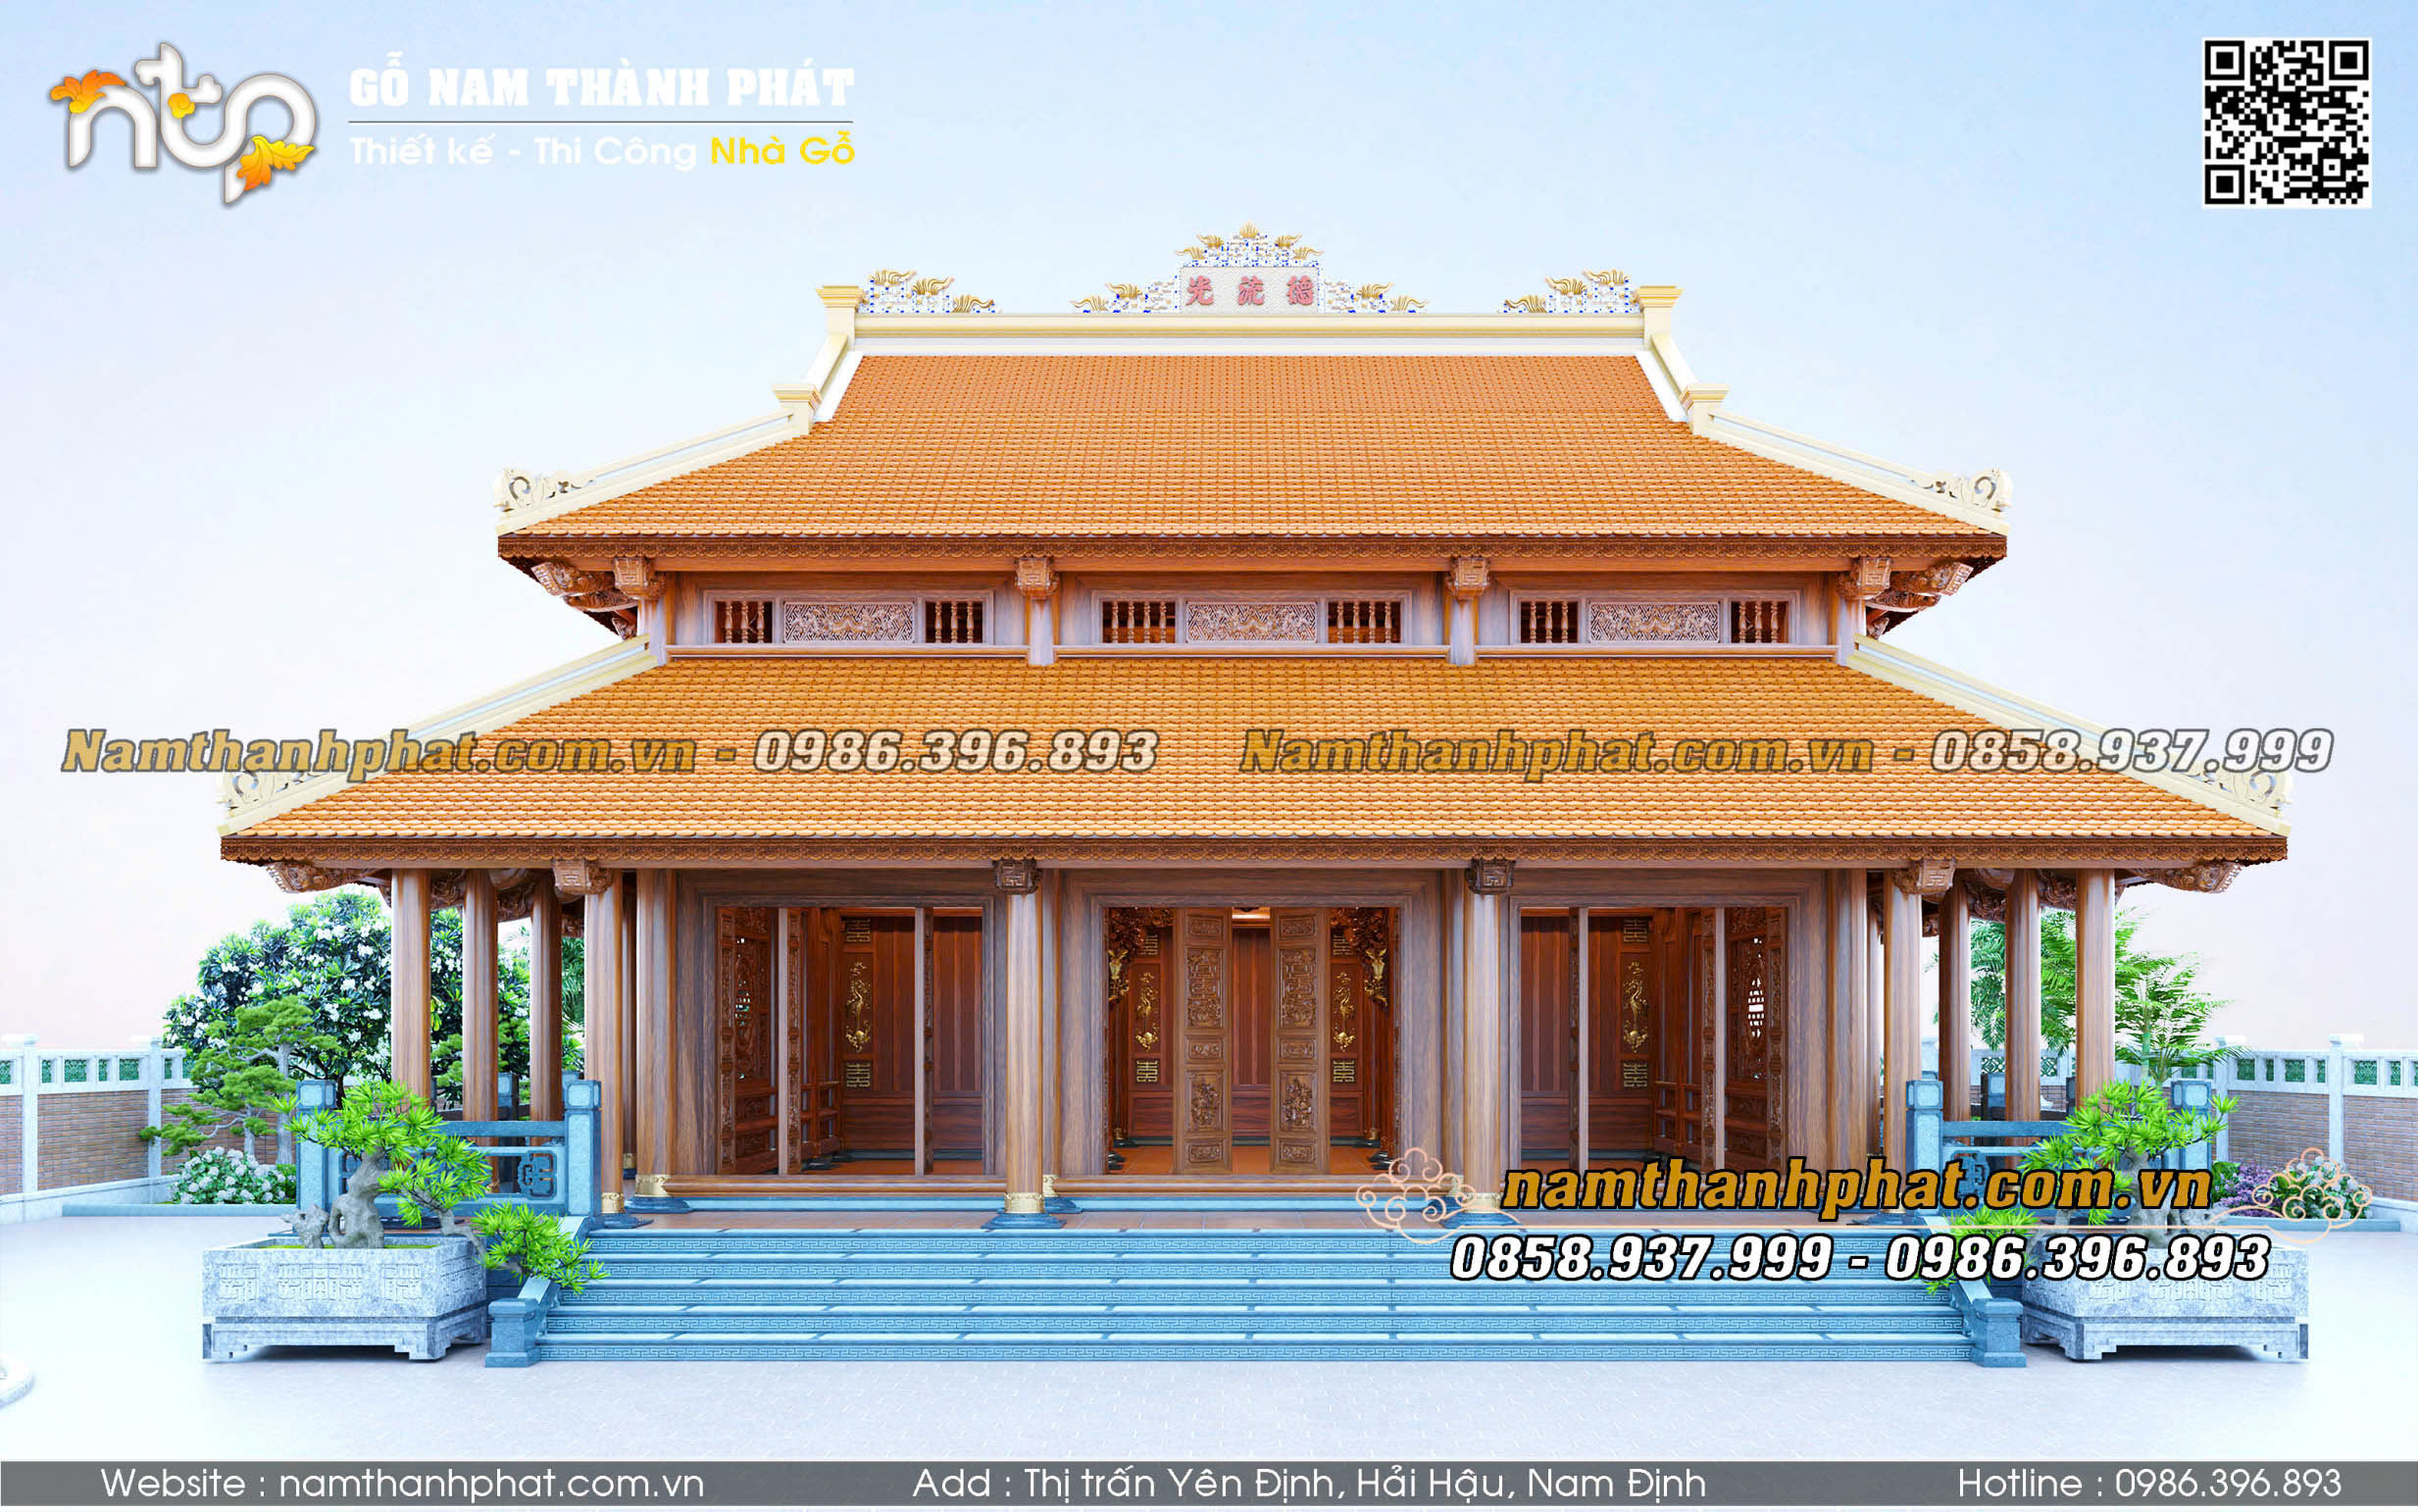 ntp
GỖ NAM THÀNH PHÁT
Thiết kế - Thi Công Nhà Gỗ
光流德
Namthanhphat.com.vn - 0986.396.893 Namthanhphat.com.vn - 0858.937.999
namthanhphat.com.vn
0858.937.999 - 0986.396.893
Website : namthanhphat.com.vn Add : Thị trấn Yên Định, Hải Hậu, Nam Định Hotline : 0986.396.893